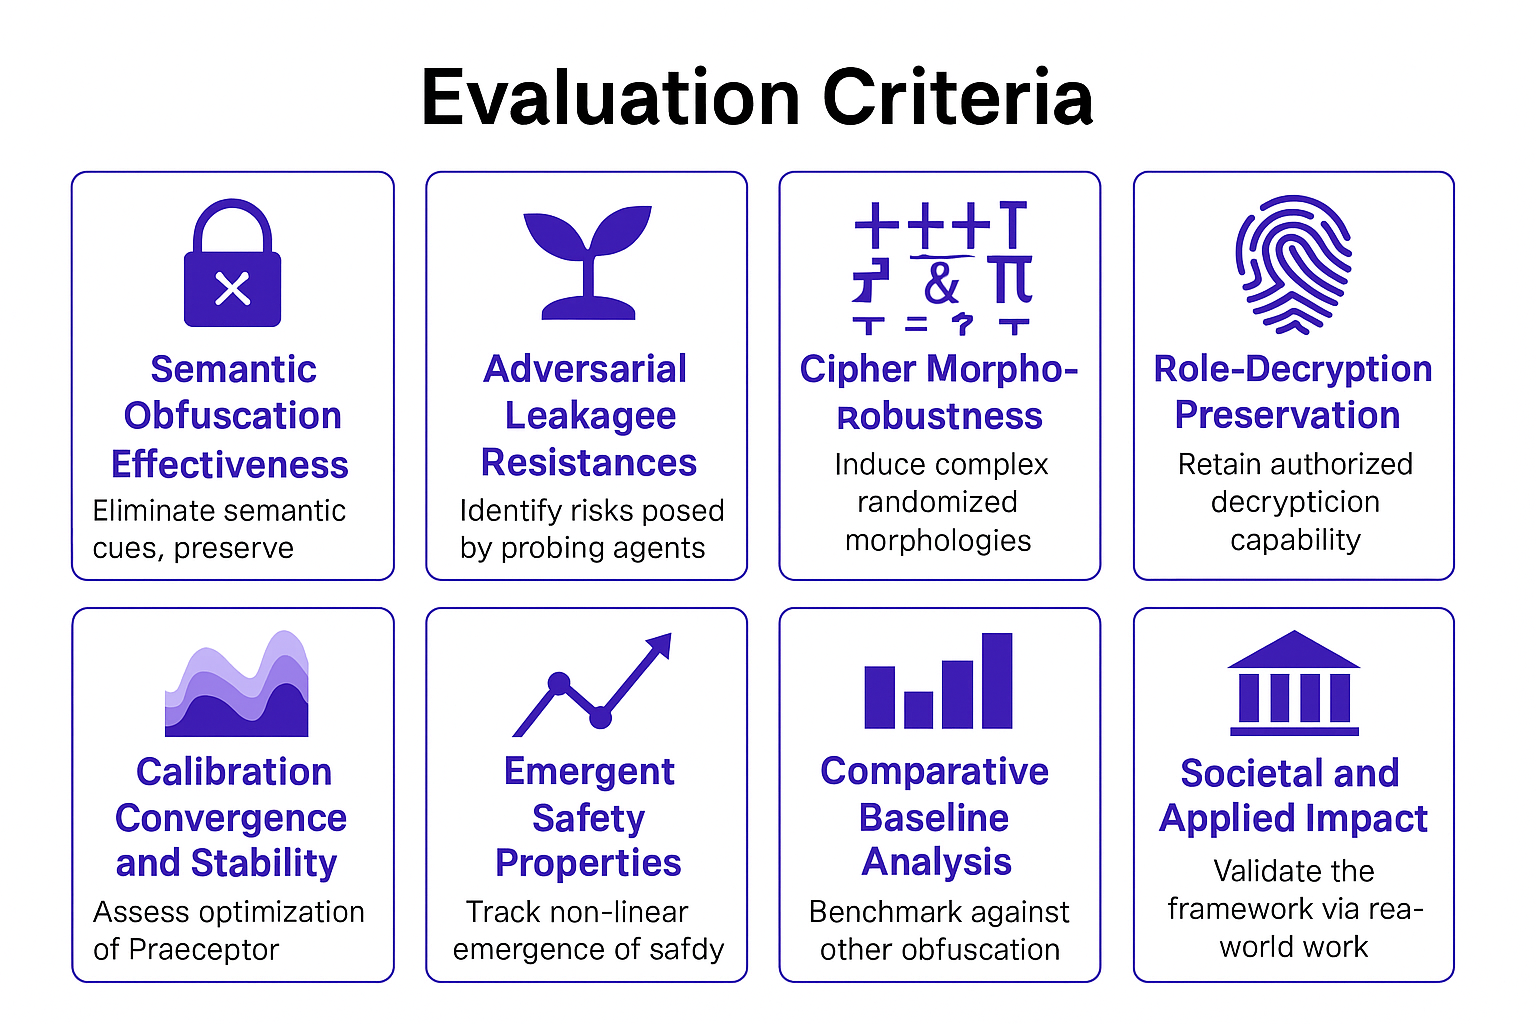 Evaluation Criteria
+++T
& π
= ?
Semantic
Obfuscation
Effectiveness
Eliminate semantic
cues, preserve
Adversarial
Leakagee
Resistances
Identify risks posed
by probing agents
Cipher Morpho-
Robustness
Induce complex
randomized
morphologies
Role-Decryption
Preservation
Retain authorized
decrypticion
capability
Calibration
Convergence
and Stability
Assess optimization
of Praeceptor
Emergent
Safety
Properties
Track non-linear
emergence of safdy
Comparative
Baseline
Analysis
Benchmark against
other obfuscation
Societal and
Applied Impact
Validate the
framework via rea-
world work